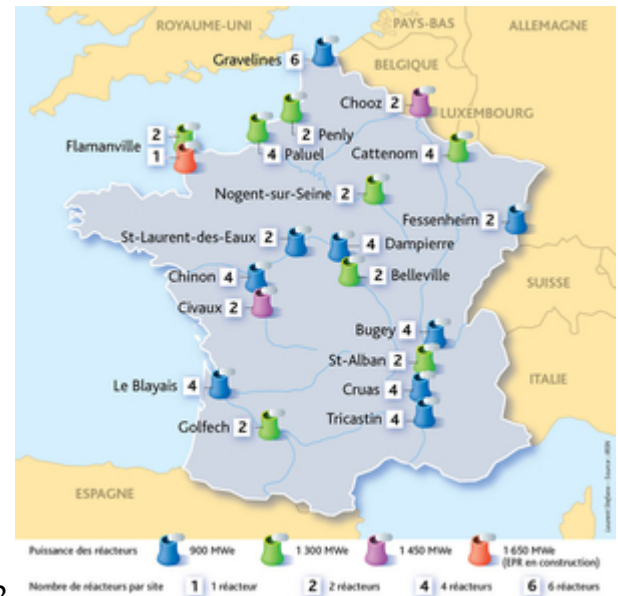 ROYAUME-UNI
PAYS-BAS
ALLEMAGNE
Gravelines 6
BELGIQUE
Chooz 2
LUXEMBOURG
2 Penly
Flamanville 2
1
4 Paluel
Cattenom 4
Nogent-sur-Seine 2
Fessenheim 2
St-Laurent-des-Eaux 2
4 Dampierre
Chinon 4
2 Belleville
SUISSE
Civaux 2
Bugey 4
St-Alban 2
ITALIE
Le Blayais 4
Cruas 4
Tricastin 4
Golfech 2
ESPAGNE
Laurent Stefano - Source : IRSN
Puissance des réacteurs 900 MWe 1 300 MWe 1 450 MWe 1 650 MWe
(EPR en construction)
Nombre de réacteurs par site 1 1 réacteur 2 2 réacteurs 4 4 réacteurs 6 6 réacteurs